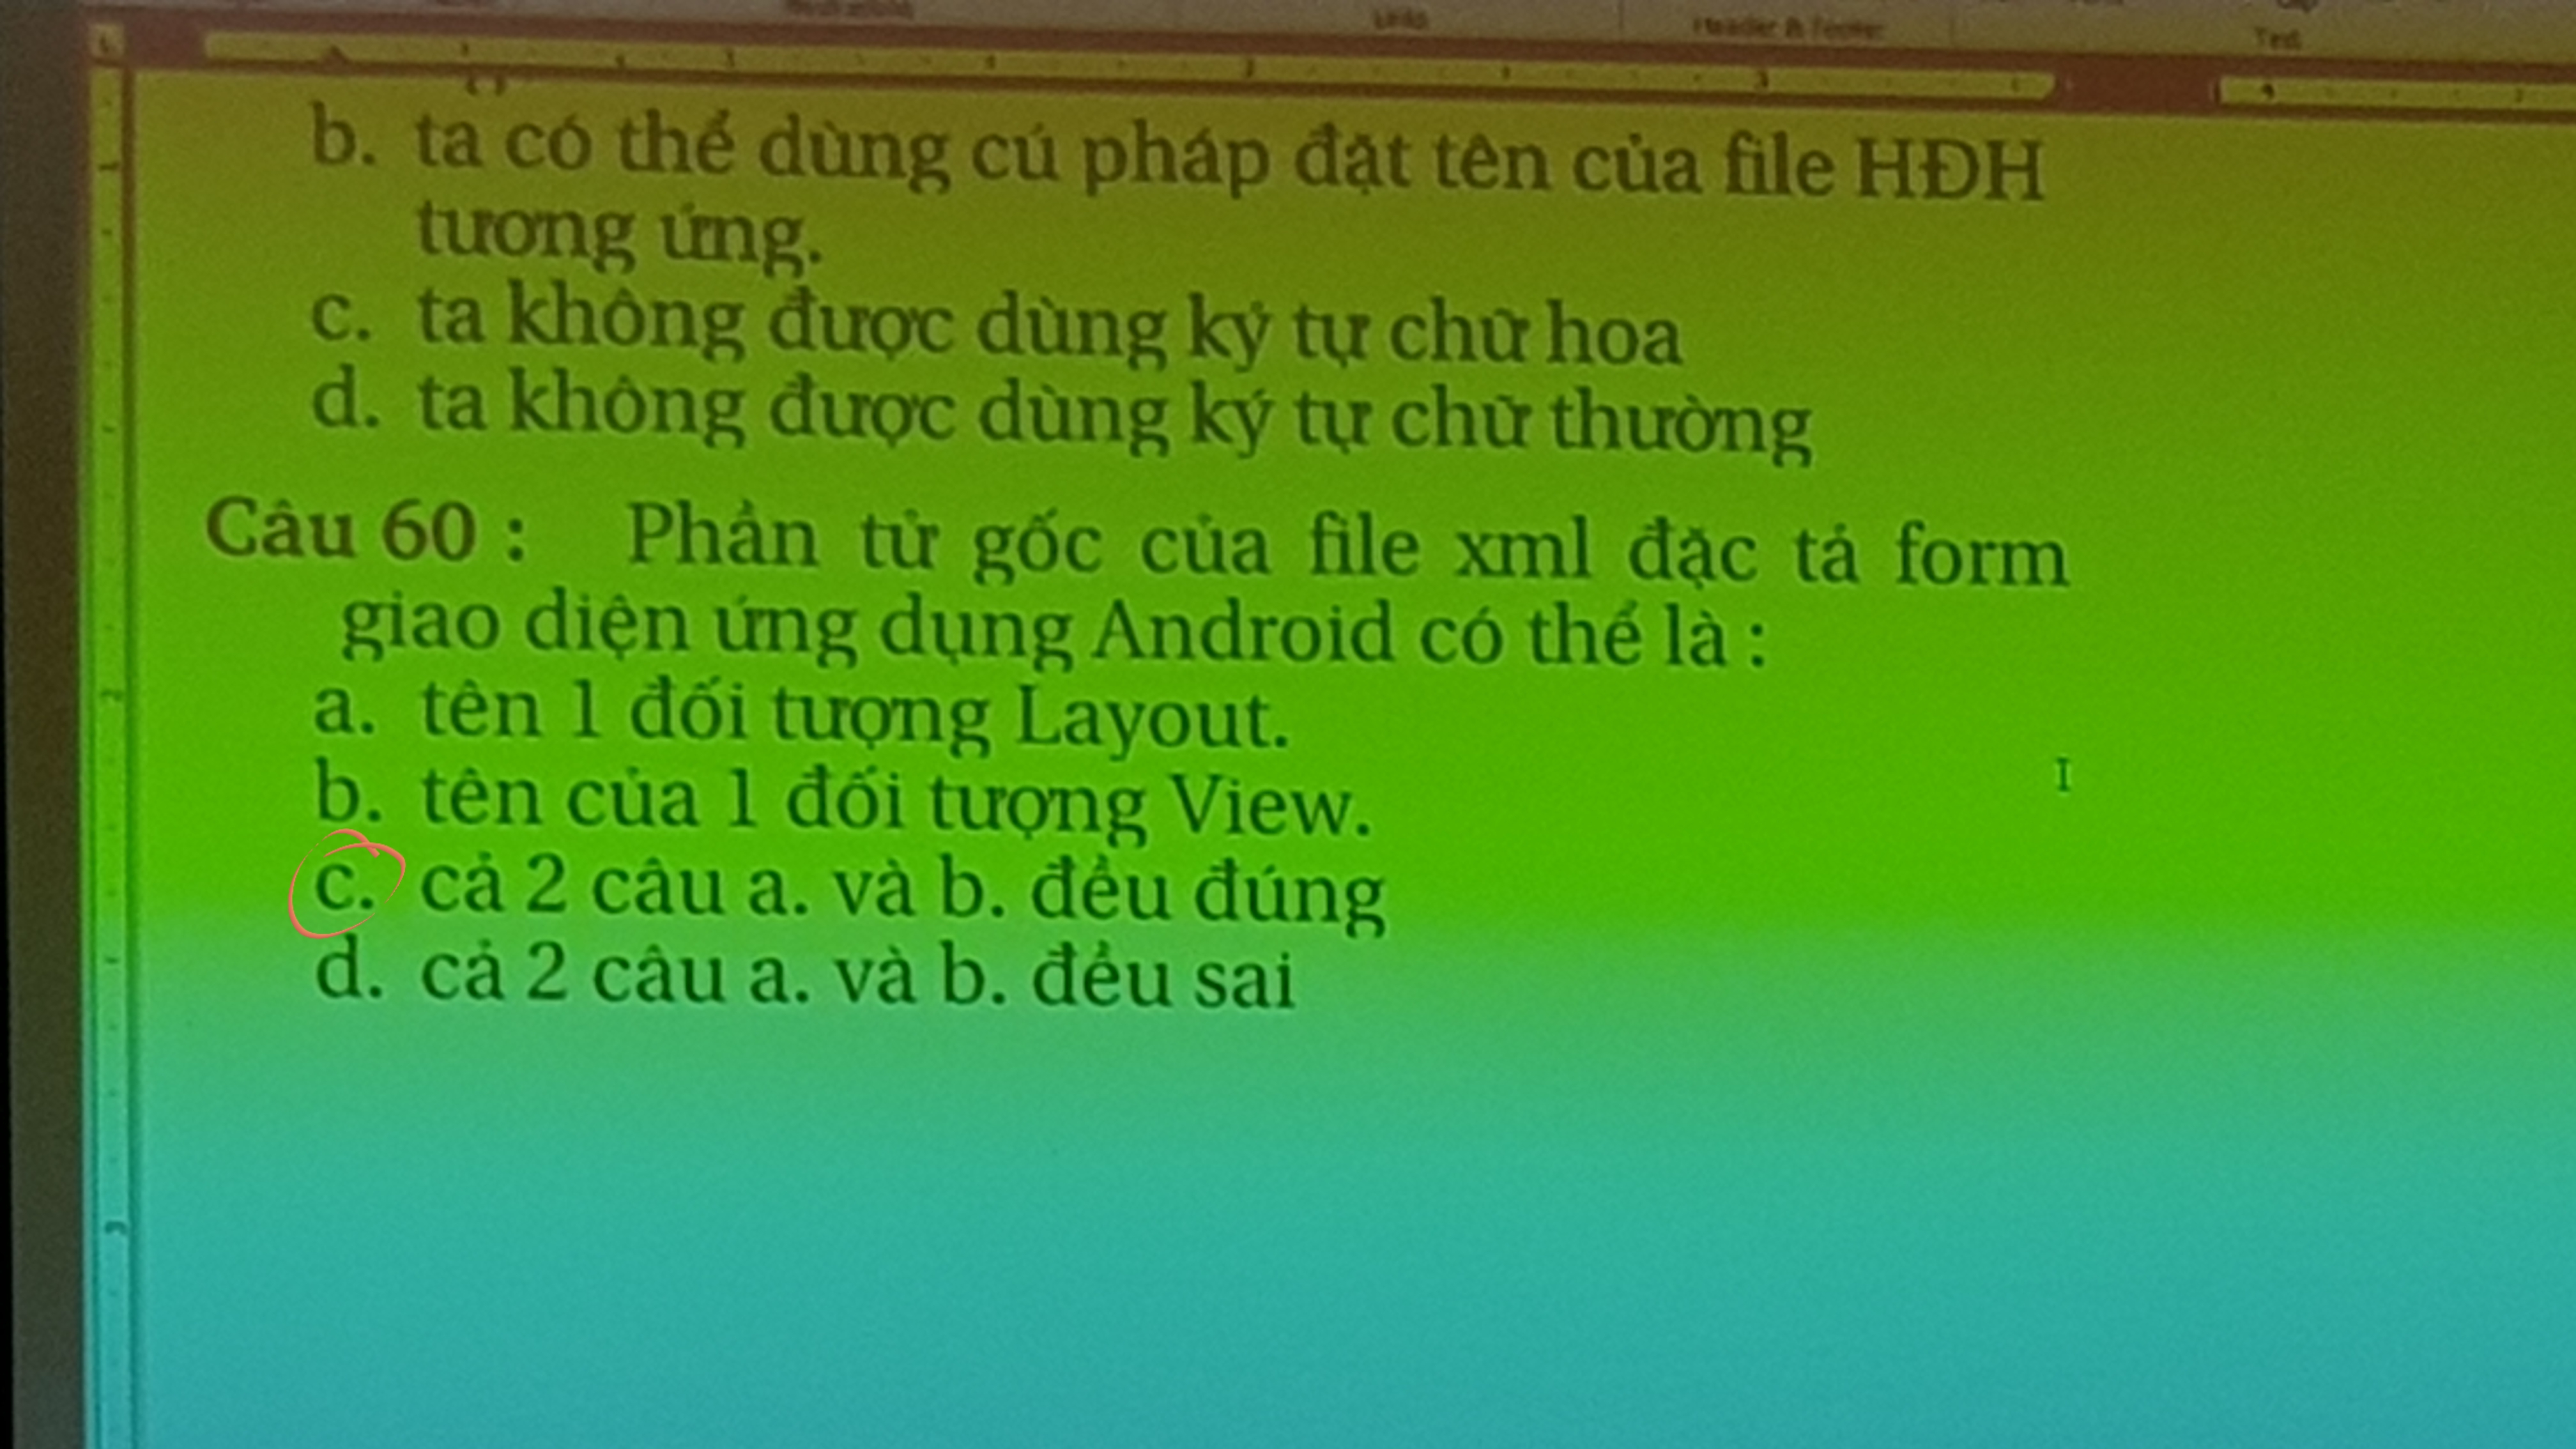 Links
Header & Footer
Text
b. ta có thể dùng cú pháp đặt tên của file HĐH
tương ứng.
c. ta không được dùng ký tự chữ hoa
d. ta không được dùng ký tự chữ thường
Câu 60 : Phần tử gốc của file xml đặc tả form
giao diện ứng dụng Android có thể là :
a. tên 1 đối tượng Layout.
b. tên của 1 đối tượng View.
c. cả 2 câu a. và b. đều đúng
d. cả 2 câu a. và b. đều sai